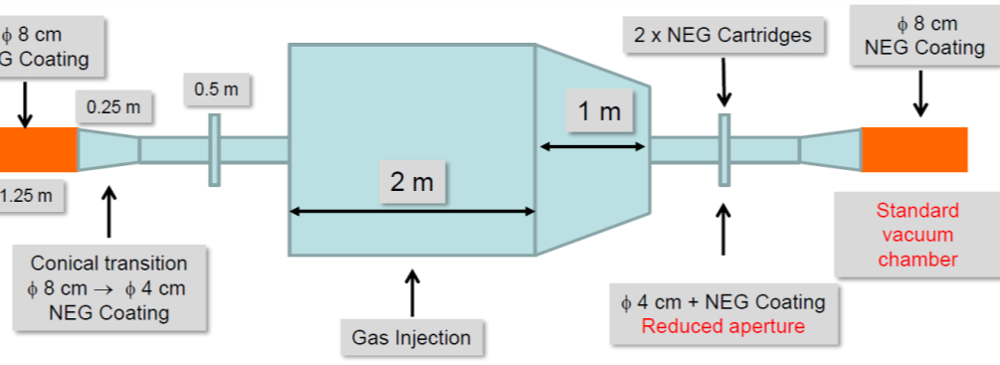 ϕ 8 cm
G Coating
0.25 m
0.5 m
2 x NEG Cartridges
ϕ 8 cm
NEG Coating
1 m
2 m
1.25 m
Conical transition
ϕ 8 cm → ϕ 4 cm
NEG Coating
Gas Injection
ϕ 4 cm + NEG Coating
Reduced aperture
Standard
vacuum
chamber